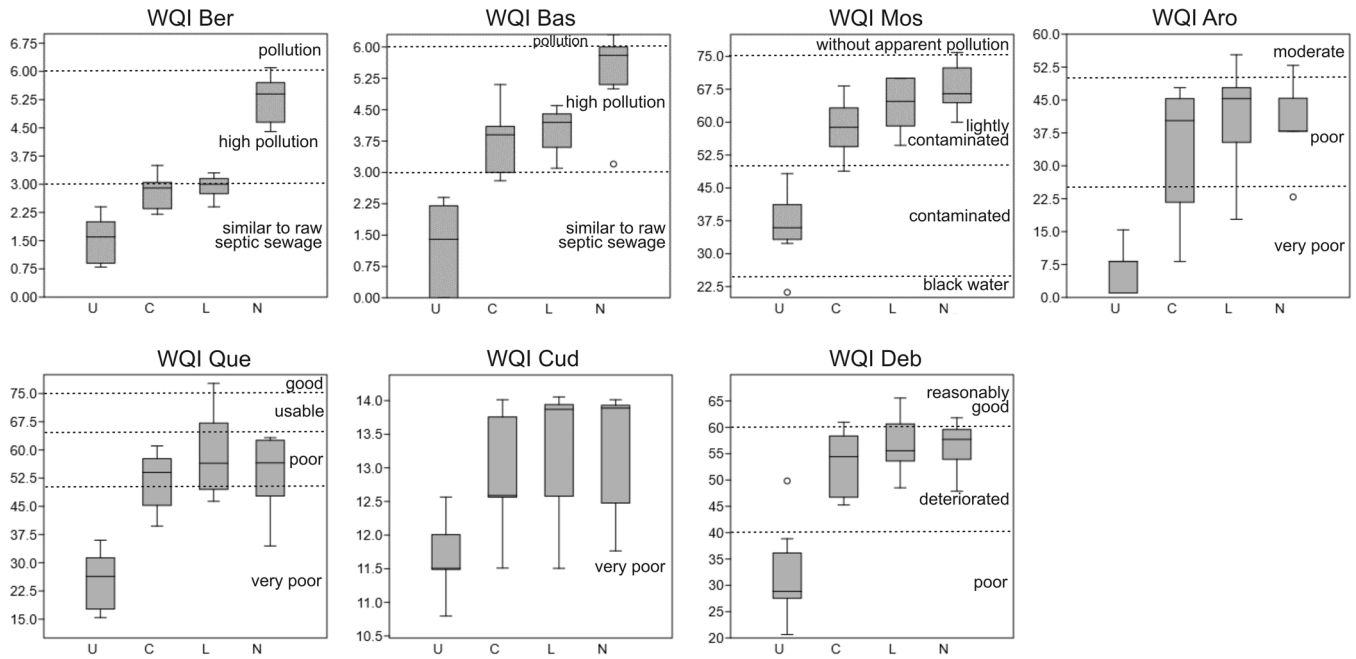 WQI Ber
6.75
6.00
5.25
4.50
3.75
3.00
2.25
1.50
0.75
0.00
pollution
high pollution
similar to raw
septic sewage
U C L N
WQI Bas
6.00
5.25
4.50
3.75
3.00
2.25
1.50
0.75
0.00
pollution
high pollution
similar to raw
septic sewage
U C L N
WQI Mos
75.0
67.5
60.0
52.5
45.0
37.5
30.0
22.5
without apparent pollution
lightly
contaminated
contaminated
black water
U C L N
WQI Aro
60.0
52.5
45.0
37.5
30.0
22.5
15.0
7.5
0.0
moderate
poor
very poor
U C L N
WQI Que
75.0
67.5
60.0
52.5
45.0
37.5
30.0
22.5
15.0
good
usable
poor
very poor
U C L N
WQI Cud
14.0
13.5
13.0
12.5
12.0
11.5
11.0
10.5
very poor
U C L N
WQI Deb
65
60
55
50
45
40
35
30
25
20
reasonably
good
deteriorated
poor
U C L N